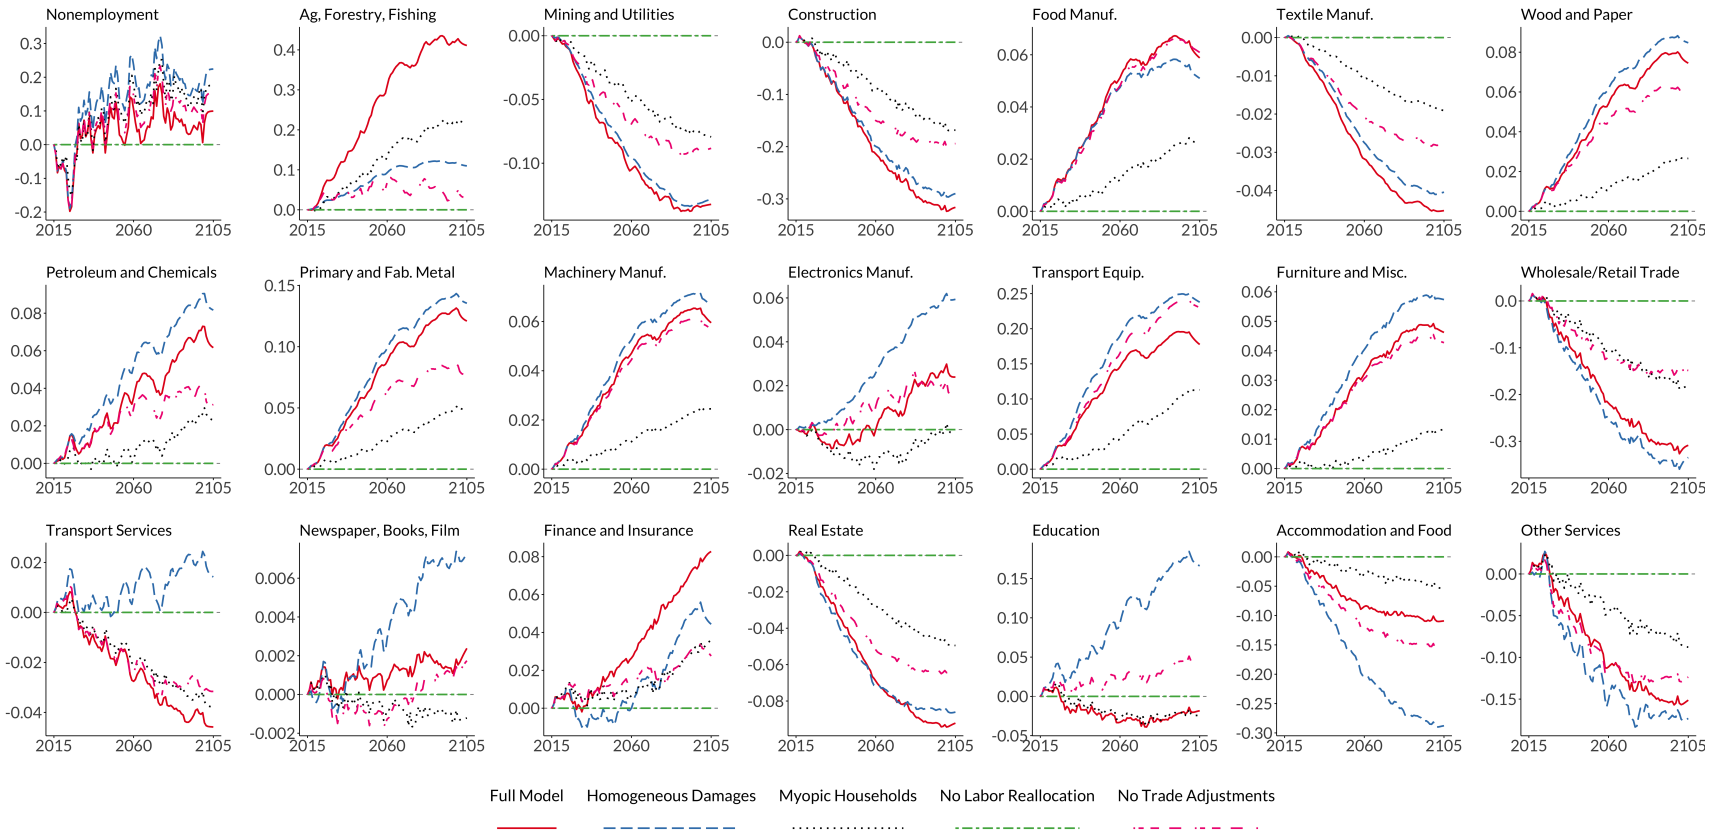 Nonemployment
0.3
0.2
0.1
0.0
-0.1
-0.2
2015 2060 2105
Ag, Forestry, Fishing
0.4
0.3
0.2
0.1
0.0
2015 2060 2105
Mining and Utilities
0.00
-0.05
-0.10
2015 2060 2105
Construction
0.0
-0.1
-0.2
-0.3
2015 2060 2105
Food Manuf.
0.06
0.04
0.02
0.00
2015 2060 2105
Textile Manuf.
0.00
-0.01
-0.02
-0.03
-0.04
2015 2060 2105
Wood and Paper
0.08
0.06
0.04
0.02
0.00
2015 2060 2105
Petroleum and Chemicals
0.08
0.06
0.04
0.02
0.00
2015 2060 2105
Primary and Fab. Metal
0.15
0.10
0.05
0.00
2015 2060 2105
Machinery Manuf.
0.06
0.04
0.02
0.00
2015 2060 2105
Electronics Manuf.
0.06
0.04
0.02
0.00
-0.02
2015 2060 2105
Transport Equip.
0.25
0.20
0.15
0.10
0.05
0.00
2015 2060 2105
Furniture and Misc.
0.06
0.05
0.04
0.03
0.02
0.01
0.00
2015 2060 2105
Wholesale/Retail Trade
0.0
-0.1
-0.2
-0.3
2015 2060 2105
Transport Services
0.02
0.00
-0.02
-0.04
2015 2060 2105
Newspaper, Books, Film
0.006
0.004
0.002
0.000
-0.002
2015 2060 2105
Finance and Insurance
0.08
0.06
0.04
0.02
0.00
2015 2060 2105
Real Estate
0.00
-0.02
-0.04
-0.06
-0.08
2015 2060 2105
Education
0.15
0.10
0.05
0.00
-0.05
2015 2060 2105
Accommodation and Food
0.00
-0.05
-0.10
-0.15
-0.20
-0.25
-0.30
2015 2060 2105
Other Services
0.00
-0.05
-0.10
-0.15
2015 2060 2105
Full Model Homogeneous Damages Myopic Households No Labor Reallocation No Trade Adjustments